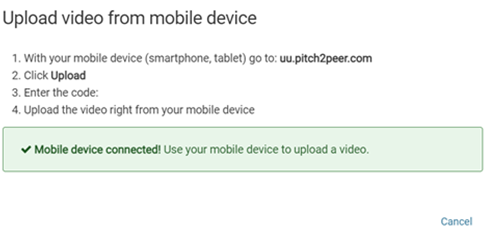 Upload video from mobile device
1. With your mobile device (smartphone, tablet) go to: uu.pitch2peer.com
2. Click Upload
3. Enter the code:
4. Upload the video right from your mobile device
✔ Mobile device connected! Use your mobile device to upload a video.
Cancel